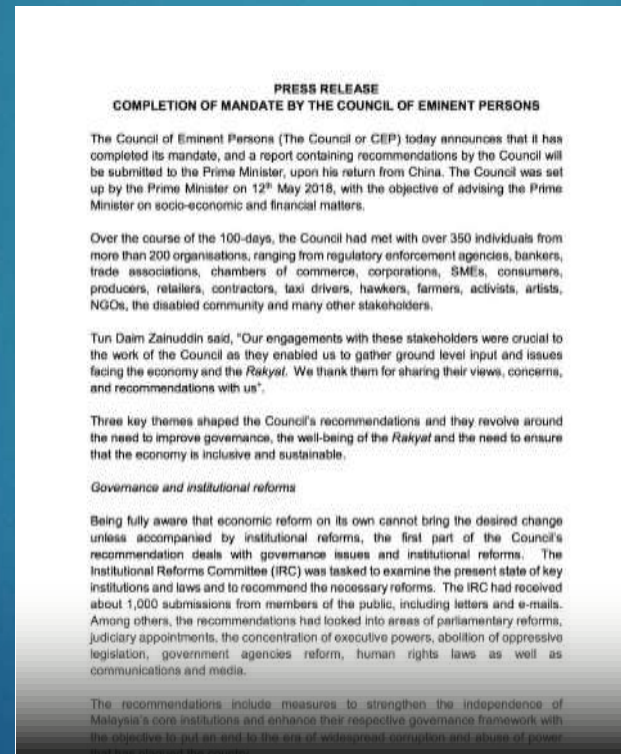 PRESS RELEASE
COMPLETION OF MANDATE BY THE COUNCIL OF EMINENT PERSONS
The Council of Eminent Persons (The Council or CEP) today announces that it has
completed its mandate, and a report containing recommendations by the Council will
be submitted to the Prime Minister, upon his return from China. The Council was set
up by the Prime Minister on 12th May 2018, with the objective of advising the Prime
Minister on socio-economic and financial matters.
Over the course of the 100-days, the Council had met with over 350 individuals from
more than 200 organisations, ranging from regulatory enforcement agencies, bankers,
trade associations, chambers of commerce, corporations, SMEs, consumers,
producers, retailers, contractors, taxi drivers, hawkers, farmers, activists, artists,
NGOs, the disabled community and many other stakeholders.
Tun Daim Zainuddin said, "Our engagements with these stakeholders were crucial to
the work of the Council as they enabled us to gather ground level input and issues
facing the economy and the Rakyat. We thank them for sharing their views, concerns,
and recommendations with us".
Three key themes shaped the Council's recommendations and they revolve around
the need to improve governance, the well-being of the Rakyat and the need to ensure
that the economy is inclusive and sustainable.
Governance and institutional reforms
Being fully aware that economic reform on its own cannot bring the desired change
unless accompanied by institutional reforms, the first part of the Council's
recommendation deals with governance issues and institutional reforms. The
Institutional Reforms Committee (IRC) was tasked to examine the present state of key
institutions and laws and to recommend the necessary reforms. The IRC had received
about 1,000 submissions from members of the public, including letters and e-mails.
Among others, the recommendations had looked into areas of parliamentary reforms,
judiciary appointments, the concentration of executive powers, abolition of oppressive
legislation, government agencies reform, human rights laws as well as
communications and media.
The recommendations include measures to strengthen the independence of
Malaysia's core institutions and enhance their respective governance framework with
the objective to put an end to the era of widespread corruption and abuse of power